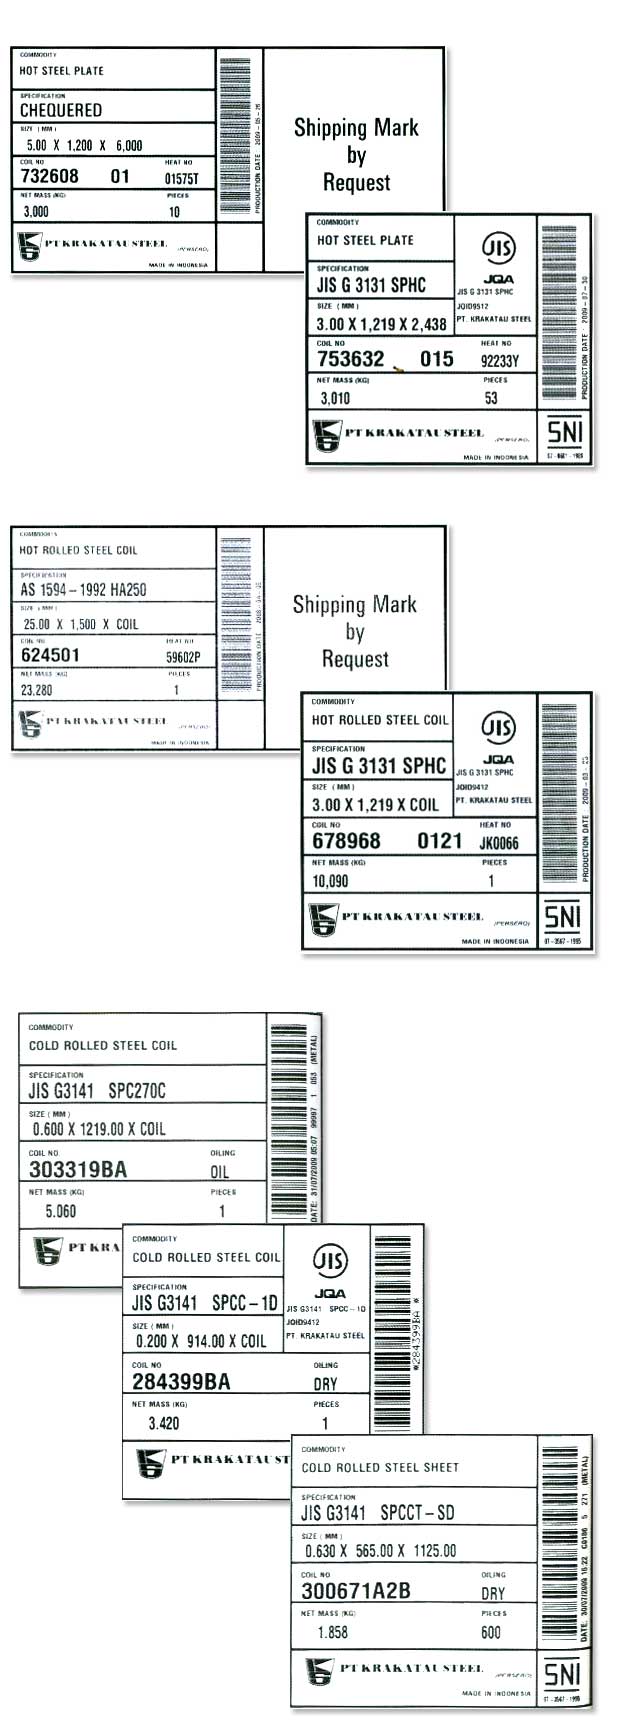 COMMODITY
HOT STEEL PLATE
SPECIFICATION
CHEQUERED
SIZE ( MM )
5.00 X 1,200 X 6,000
COIL NO HEAT NO
732608 01 01575T
NET MASS (KG) PIECES
3,000 10
PT KRAKATAU STEEL (PERSERO)
MADE IN INDONESIA
PRODUCTION DATE : 2009-05-26
Shipping Mark
by
Request
COMMODITY
HOT STEEL PLATE
SPECIFICATION
JIS G 3131 SPHC
SIZE ( MM )
3.00 X 1,219 X 2,438
JIS
JQA
JIS G 3131 SPHC
JQID9512
PT. KRAKATAU STEEL
COIL NO HEAT NO
753632 015 92233Y
NET MASS (KG) PIECES
3,010 53
PT KRAKATAU STEEL (PERSERO)
MADE IN INDONESIA
PRODUCTION DATE : 2009-07-30
SNI
COMMODITY
HOT ROLLED STEEL COIL
SPECIFICATION
AS 1594-1992 HA250
SIZE ( MM )
25.00 X 1,500 X COIL
COIL NO HEAT NO
624501 59602P
NET MASS (KG) PIECES
23,280 1
PT KRAKATAU STEEL (PERSERO)
MADE IN INDONESIA
PRODUCTION DATE
Shipping Mark
by
Request
COMMODITY
HOT ROLLED STEEL COIL
SPECIFICATION
JIS G 3131 SPHC
SIZE ( MM )
3.00 X 1,219 X COIL
JIS
JQA
JIS G 3131 SPHC
JQID9412
PT. KRAKATAU STEEL
COIL NO HEAT NO
678968 0121 JK0066
NET MASS (KG) PIECES
10,090 1
PT KRAKATAU STEEL (PERSERO)
MADE IN INDONESIA
PRODUCTION DATE : 2009-03-25
SNI
07-3567-1995
COMMODITY
COLD ROLLED STEEL COIL
SPECIFICATION
JIS G3141 SPC270C
SIZE ( MM )
0.600 X 1219.00 X COIL
COIL NO OILING
303319BA OIL
NET MASS (KG) PIECES
5.060 1
PT KRA
DATE: 31/07/2009 05:07 99997 1 053 (METAL)
COMMODITY
COLD ROLLED STEEL COIL
SPECIFICATION
JIS G3141 SPCC-1D
SIZE ( MM )
0.200 X 914.00 X COIL
JIS
JQA
JIS G3141 SPCC-1D
JQID9412
PT. KRAKATAU STEEL
COIL NO OILING
284399BA DRY
NET MASS (KG) PIECES
3.420 1
PT KRAKATAU ST
*284399BA *
COMMODITY
COLD ROLLED STEEL SHEET
SPECIFICATION
JIS G3141 SPCCT-SD
SIZE ( MM )
0.630 X 565.00 X 1125.00
COIL NO OILING
300671A2B DRY
NET MASS (KG) PIECES
1.858 600
PT KRAKATAU STEEL (PERSERO)
MADE IN INDONESIA
DATE: 30/07/2009 15:22 C9186 5 271 (METAL)
SNI
07-3567-1995